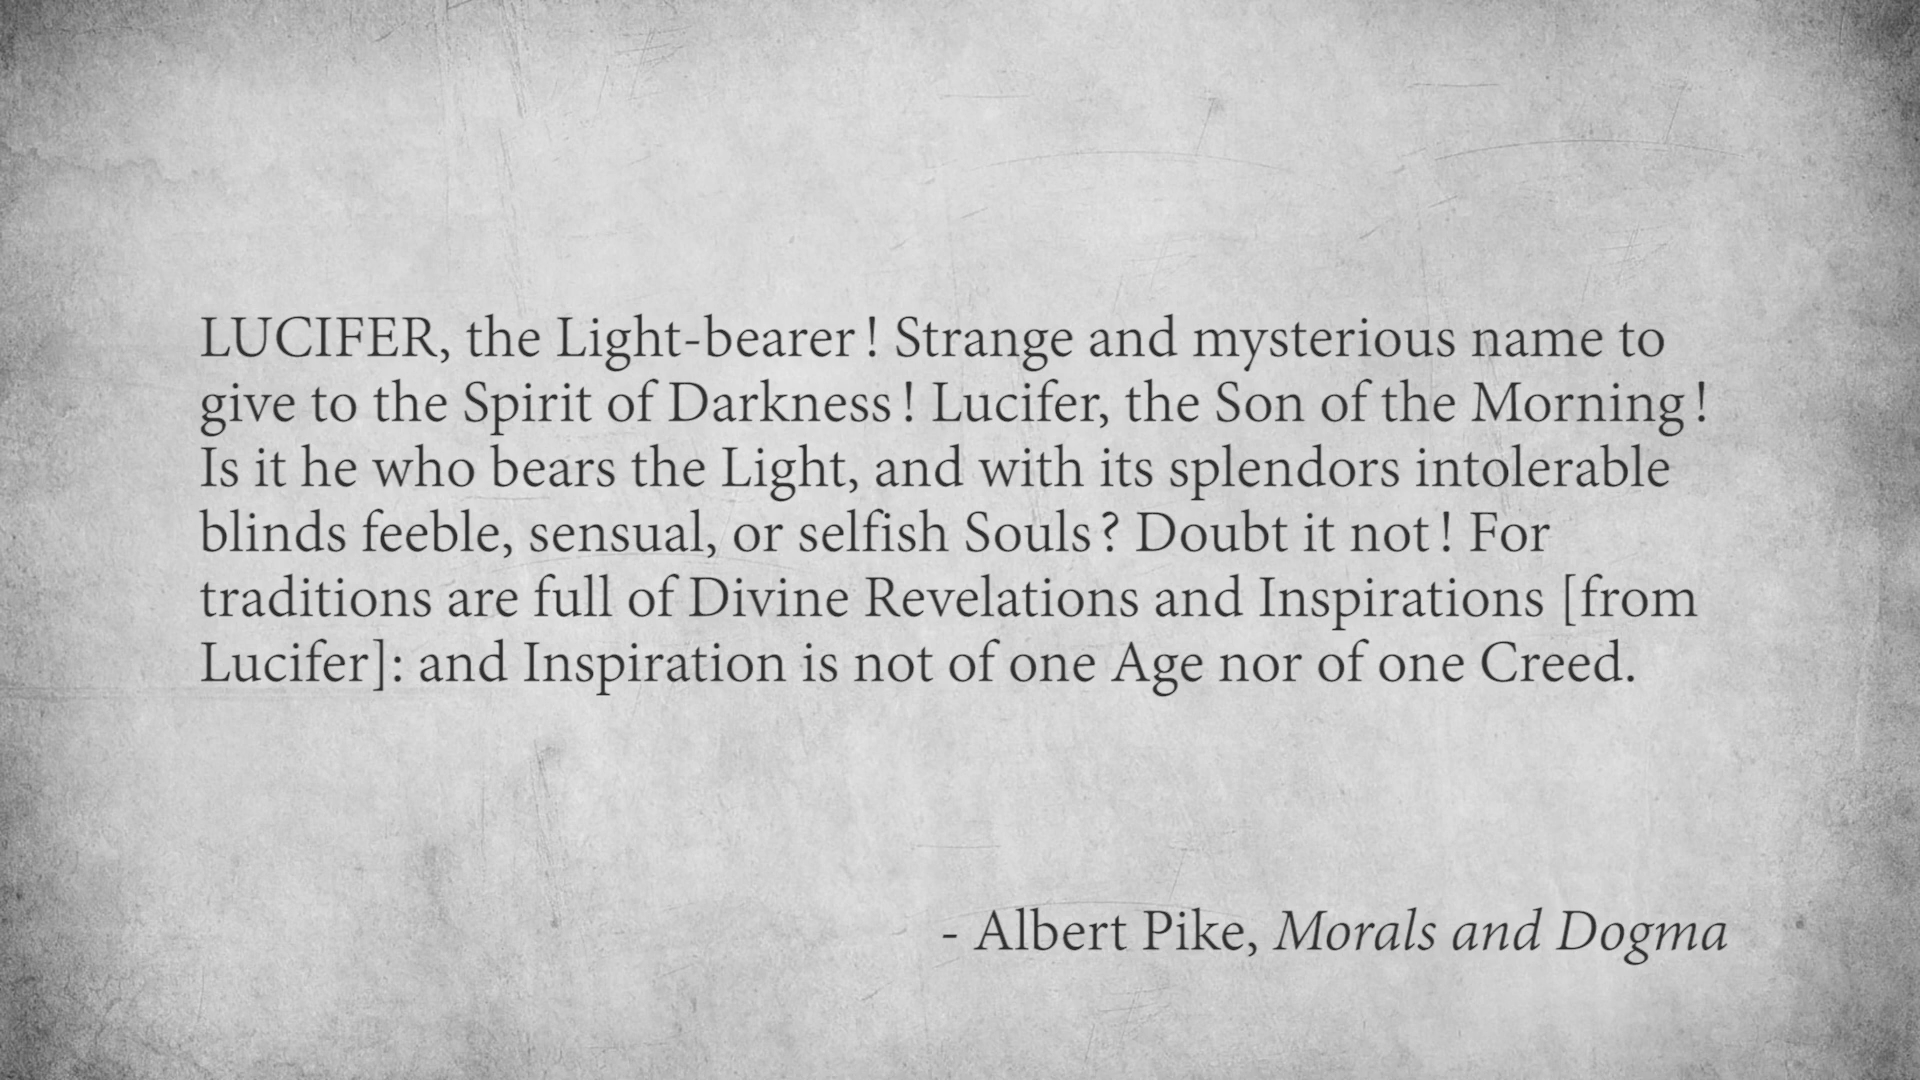 LUCIFER, the Light-bearer! Strange and mysterious name to
give to the Spirit of Darkness! Lucifer, the Son of the Morning!
Is it he who bears the Light, and with its splendors intolerable
blinds feeble, sensual, or selfish Souls? Doubt it not! For
traditions are full of Divine Revelations and Inspirations [from
Lucifer]: and Inspiration is not of one Age nor of one Creed.
- Albert Pike, Morals and Dogma